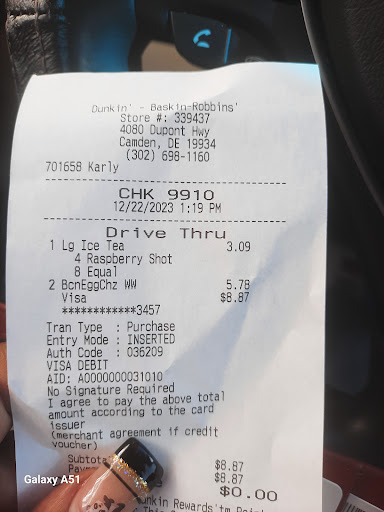 Dunkin' - Baskin-Robbins'
Store #: 339437
4080 Dupont Hwy
Camden, DE 19934
(302) 698-1160
701658 Karly
CHK 9910
12/22/2023 1:19 PM
Drive Thru
1 Lg Ice Tea 3.09
4 Raspberry Shot
8 Equal
2 BcnEggChz WW 5.78
Visa $8.87
************3457
Tran Type : Purchase
Entry Mode : INSERTED
Auth Code : 036209
VISA DEBIT
AID: A0000000031010
No Signature Required
I agree to pay the above total
amount according to the card
issuer
(merchant agreement if credit
voucher)
$8.87
$8.87
$0.00
Rewards'tm
This
Galaxy A51